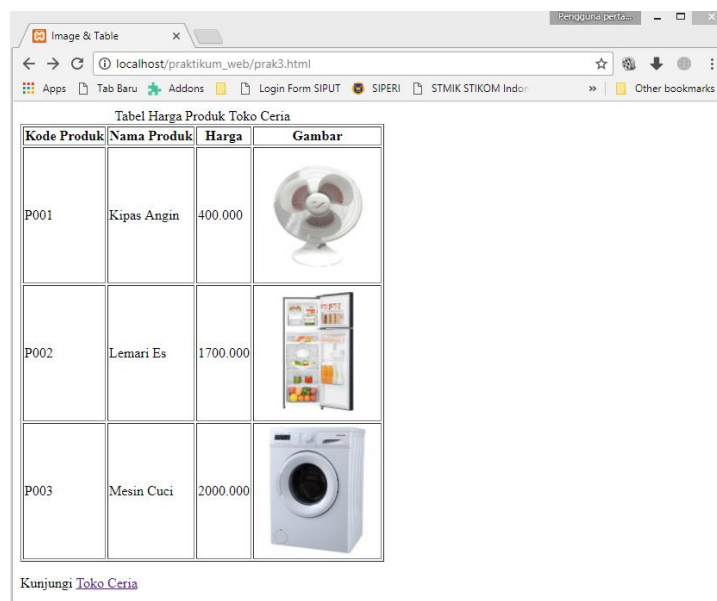 Pengguna perta...
Image & Table
localhost/praktikum_web/prak3.html
Apps Tab Baru Addons Login Form SIPUT SIPERI STMIK STIKOM Indon » Other bookmarks
Tabel Harga Produk Toko Ceria
Kode Produk Nama Produk Harga Gambar
P001 Kipas Angin 400.000
P002 Lemari Es 1700.000
P003 Mesin Cuci 2000.000
Kunjungi Toko Ceria